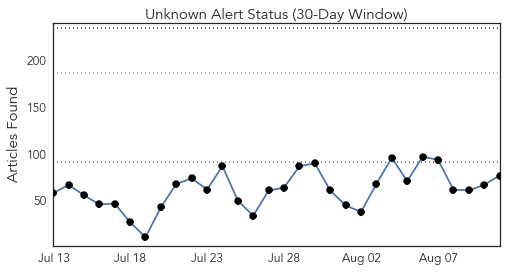 Unknown Alert Status (30-Day Window)
Articles Found
200
150
100
50
Jul 13 Jul 18 Jul 23 Jul 28 Aug 02 Aug 07